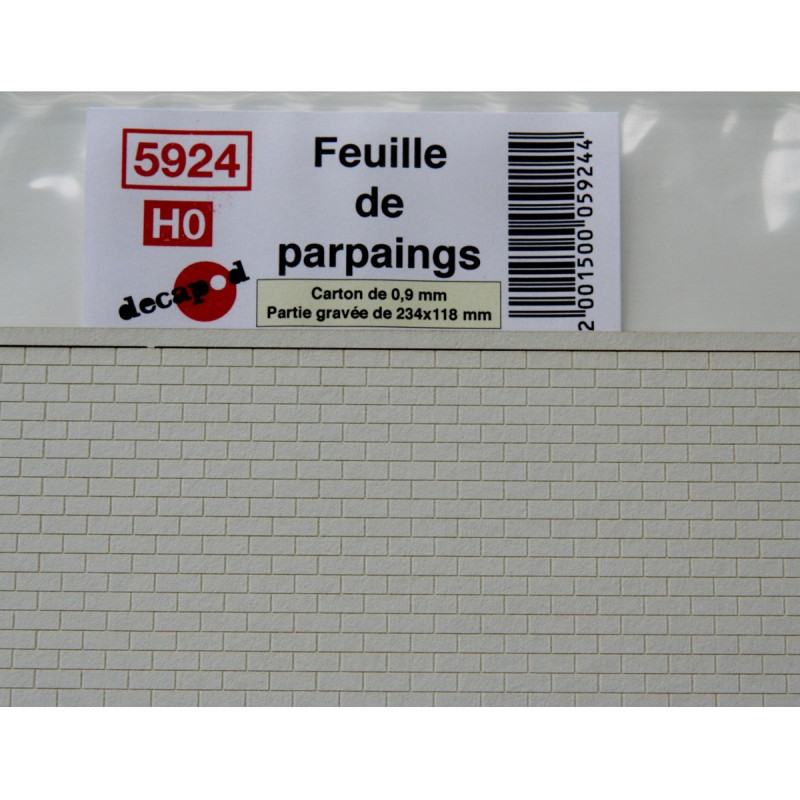 5924
H0
decapod
Feuille
de
parpaings
Carton de 0,9 mm
Partie gravée de 234x118 mm
2 001500 059244